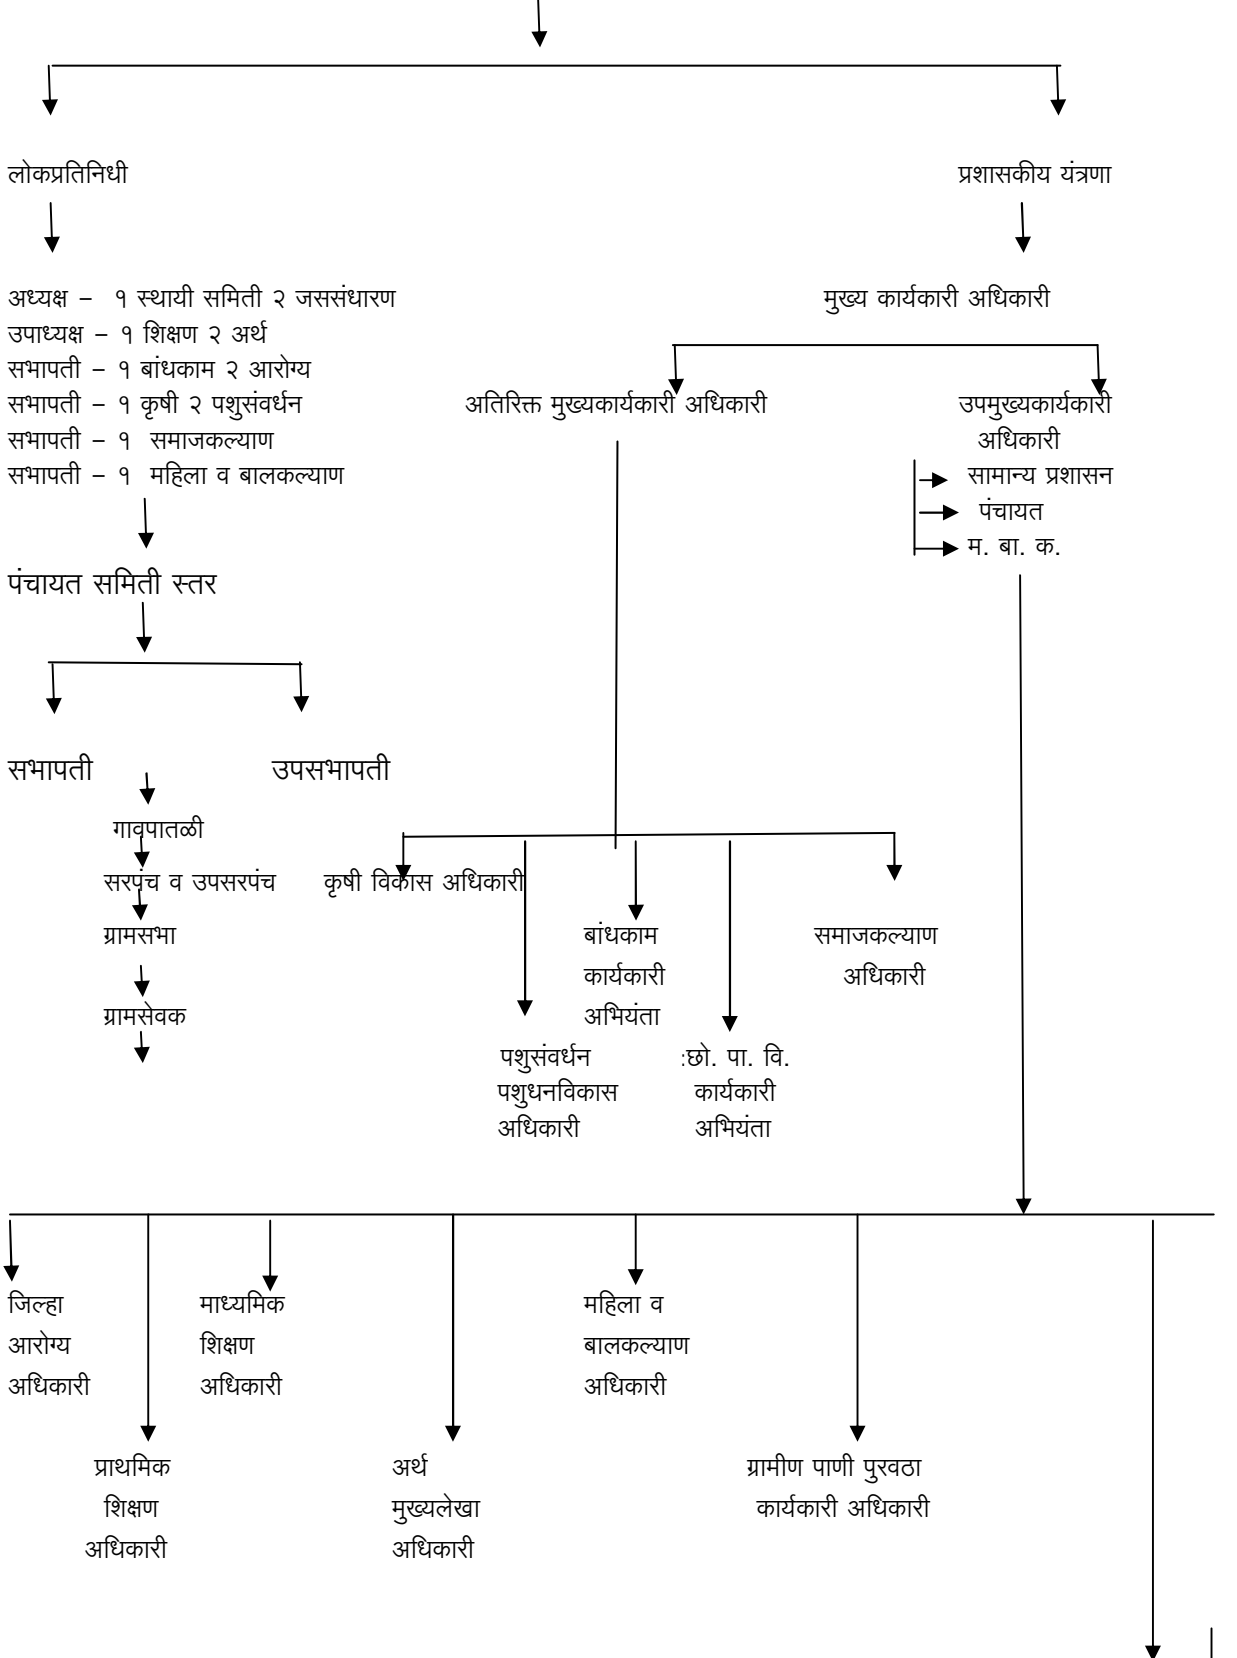 लोकप्रतिनिधी
प्रशासकीय यंत्रणा
अध्यक्ष – १ स्थायी समिती २ जससंधारण
उपाध्यक्ष – १ शिक्षण २ अर्थ
सभापती – १ बांधकाम २ आरोग्य
सभापती – १ कृषी २ पशुसंवर्धन
सभापती – १ समाजकल्याण
सभापती – १ महिला व बालकल्याण
मुख्य कार्यकारी अधिकारी
अतिरिक्त मुख्यकार्यकारी अधिकारी
उपमुख्यकार्यकारी
अधिकारी
सामान्य प्रशासन
पंचायत
म. बा. क.
पंचायत समिती स्तर
सभापती
उपसभापती
गावपातळी
सरपंच व उपसरपंच
ग्रामसभा
ग्रामसेवक
कृषी विकास अधिकारी
बांधकाम
कार्यकारी
अभियंता
समाजकल्याण
अधिकारी
पशुसंवर्धन
पशुधनविकास
अधिकारी
:छो. पा. वि.
कार्यकारी
अभियंता
जिल्हा
आरोग्य
अधिकारी
माध्यमिक
शिक्षण
अधिकारी
महिला व
बालकल्याण
अधिकारी
प्राथमिक
शिक्षण
अधिकारी
अर्थ
मुख्यलेखा
अधिकारी
ग्रामीण पाणी पुरवठा
कार्यकारी अधिकारी